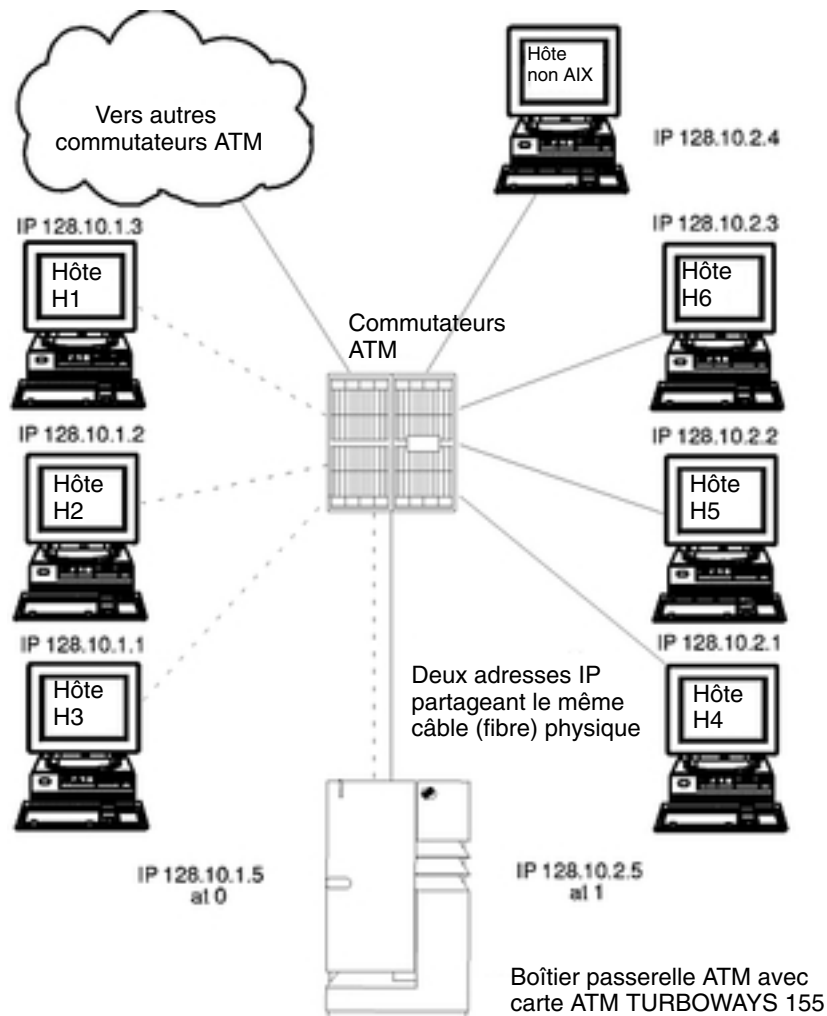 Hôte
non AIX
Vers autres
commutateurs ATM
IP 128.10.2.4
IP 128.10.1.3
IP 128.10.2.3
Hôte
H1
Hôte
H6
Commutateurs
ATM
IP 128.10.1.2
IP 128.10.2.2
Hôte
H2
Hôte
H5
IP 128.10.1.1
IP 128.10.2.1
Hôte
H3
Deux adresses IP
partageant le même
câble (fibre) physique
Hôte
H4
IP 128.10.1.5
at 0
IP 128.10.2.5
at 1
Boîtier passerelle ATM avec
carte ATM TURBOWAYS 155